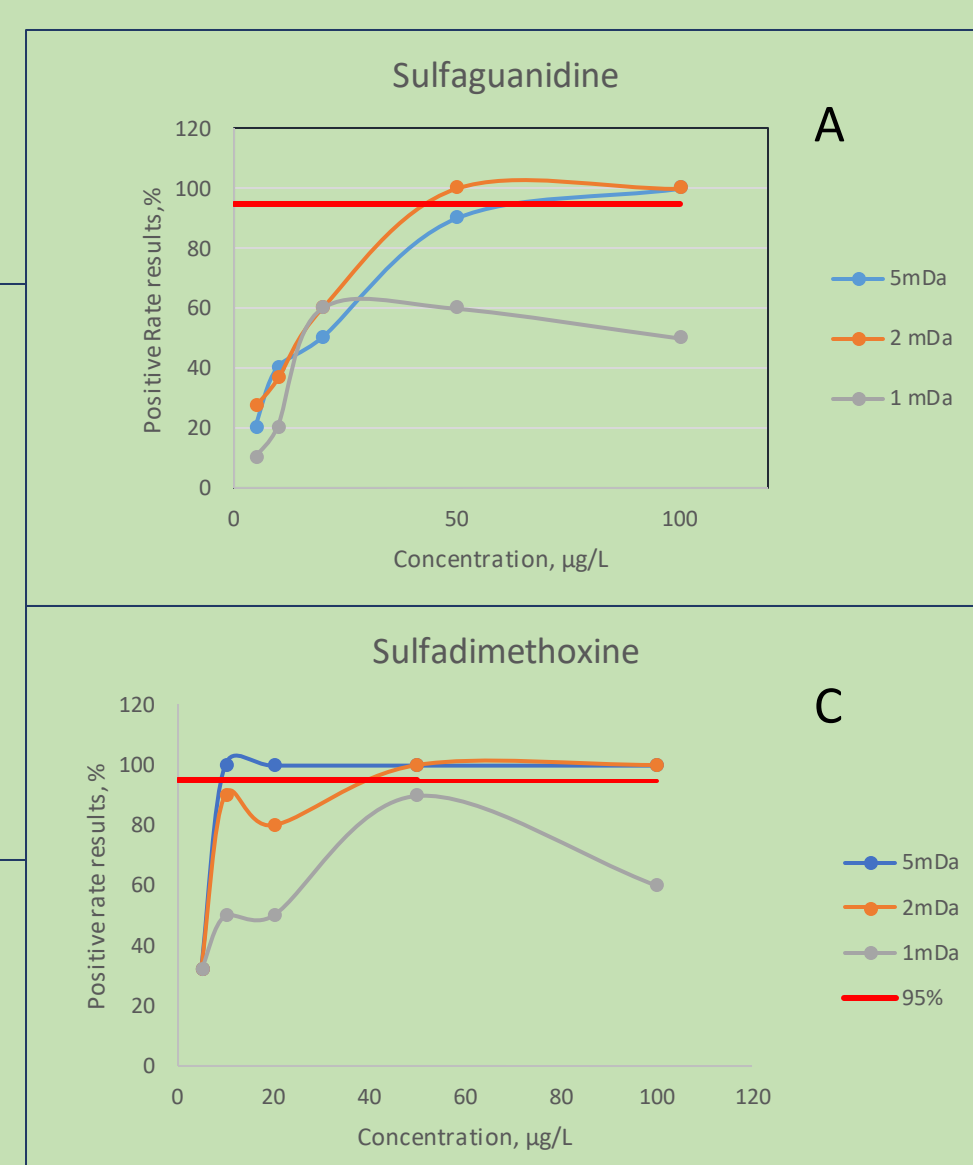 Sulfaguanidine
A
120
100
80
60
40
20
0
Positive Rate results,%
0 50 100
Concentration, µg/L
5mDa
2 mDa
1 mDa
Sulfadimethoxine
C
120
100
80
60
40
20
0
Positive rate results, %
0 20 40 60 80 100 120
Concentration, µg/L
5mDa
2mDa
1mDa
95%